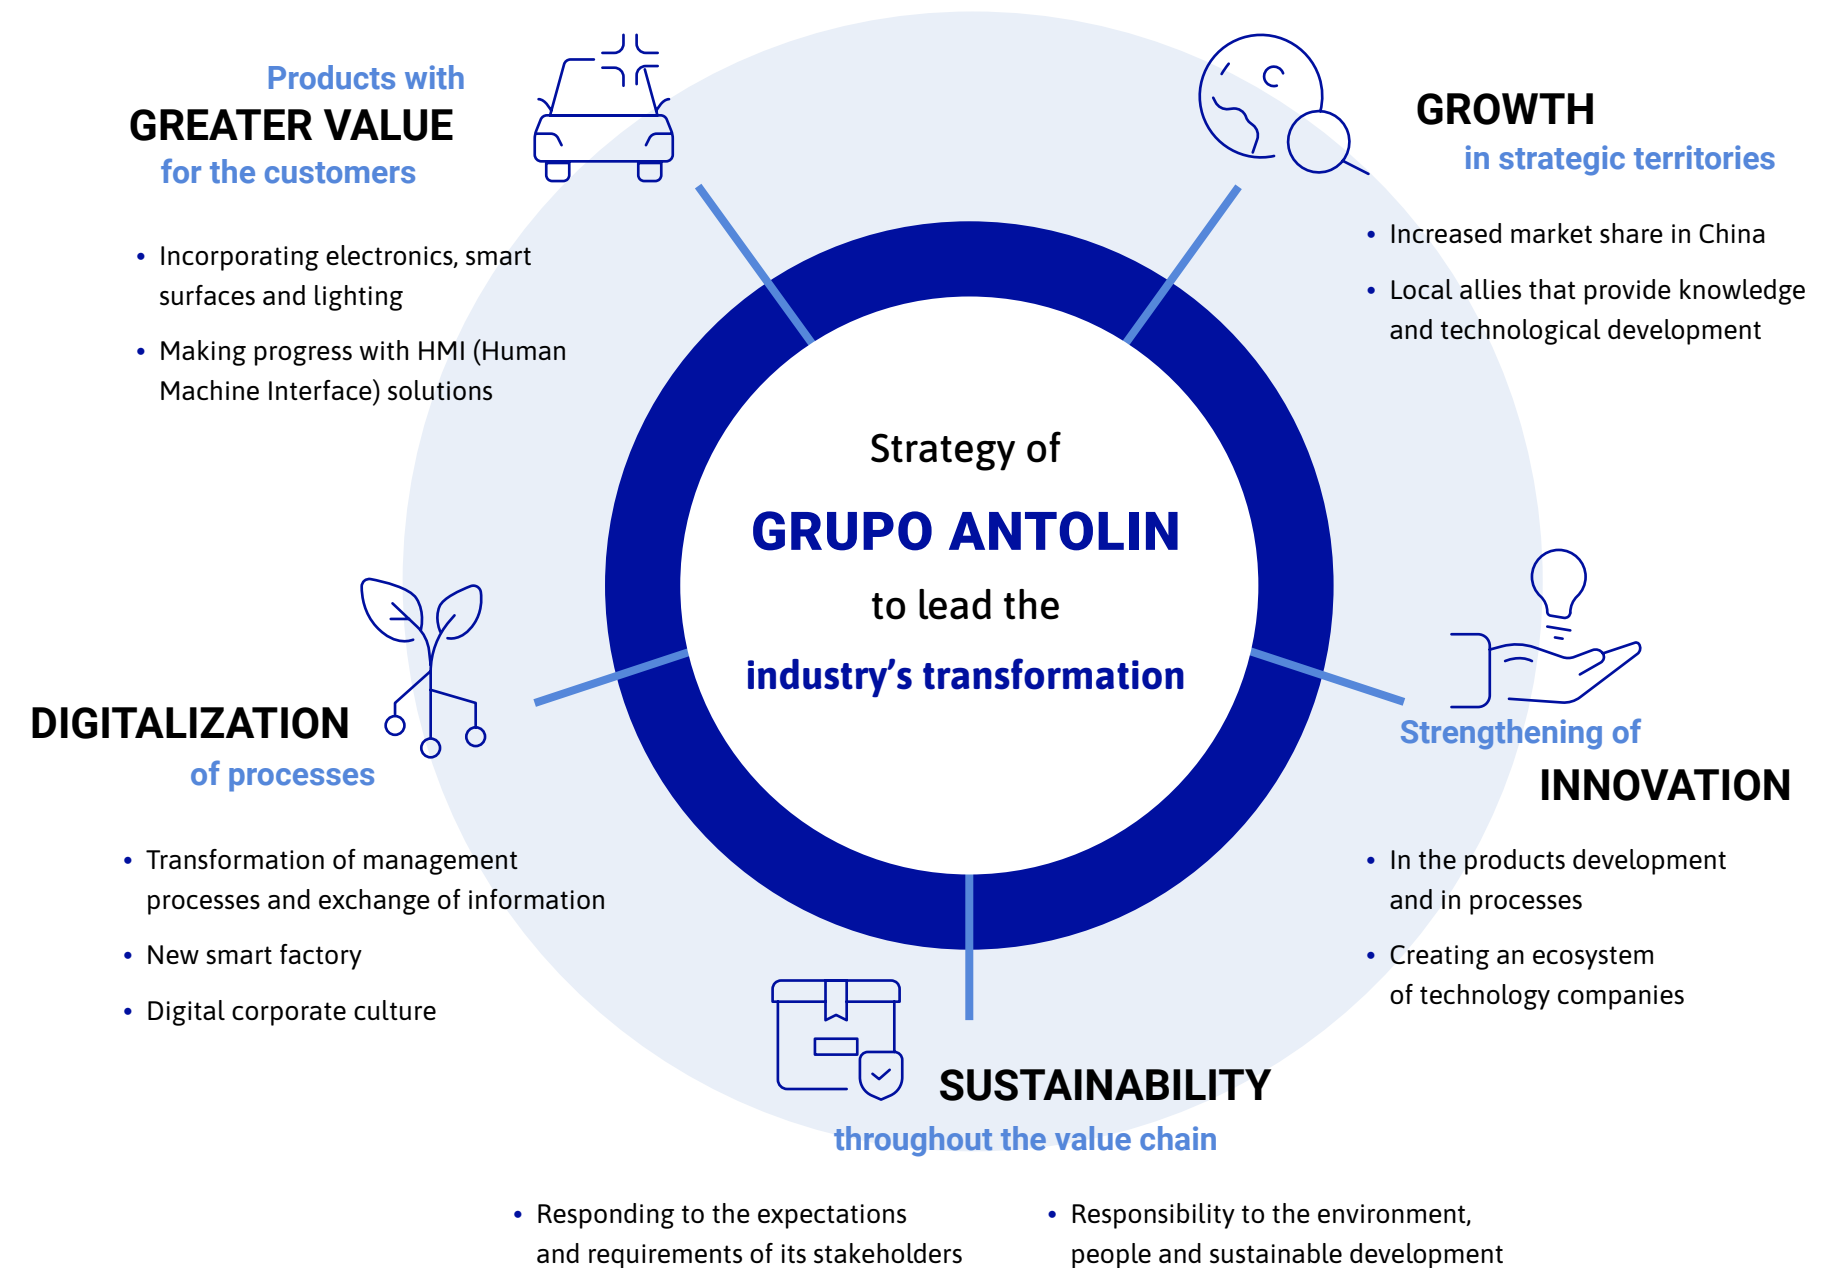 Products with
GREATER VALUE
for the customers
• Incorporating electronics, smart
surfaces and lighting
• Making progress with HMI (Human
Machine Interface) solutions
GROWTH
in strategic territories
• Increased market share in China
• Local allies that provide knowledge
and technological development
Strategy of
GRUPO ANTOLIN
to lead the
industry’s transformation
DIGITALIZATION
of processes
• Transformation of management
processes and exchange of information
• New smart factory
• Digital corporate culture
Strengthening of
INNOVATION
• In the products development
and in processes
• Creating an ecosystem
of technology companies
SUSTAINABILITY
throughout the value chain
• Responding to the expectations
and requirements of its stakeholders
• Responsibility to the environment,
people and sustainable development